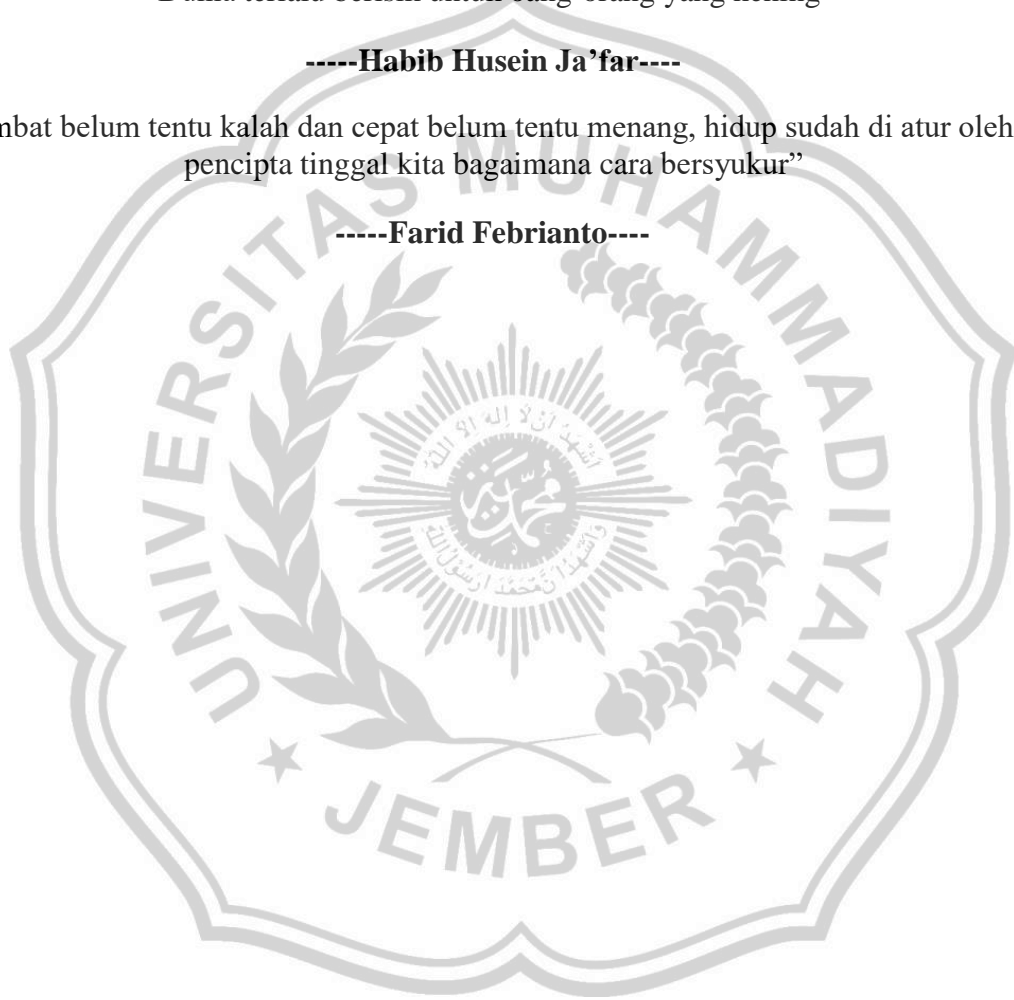 -----Habib Husein Ja’far----
mbat belum tentu kalah dan cepat belum tentu menang, hidup sudah di atur oleh
pencipta tinggal kita bagaimana cara bersyukur”
-----Farid Febrianto----
UNIVERSITAS MUHAMMADIYAH
JEMBER